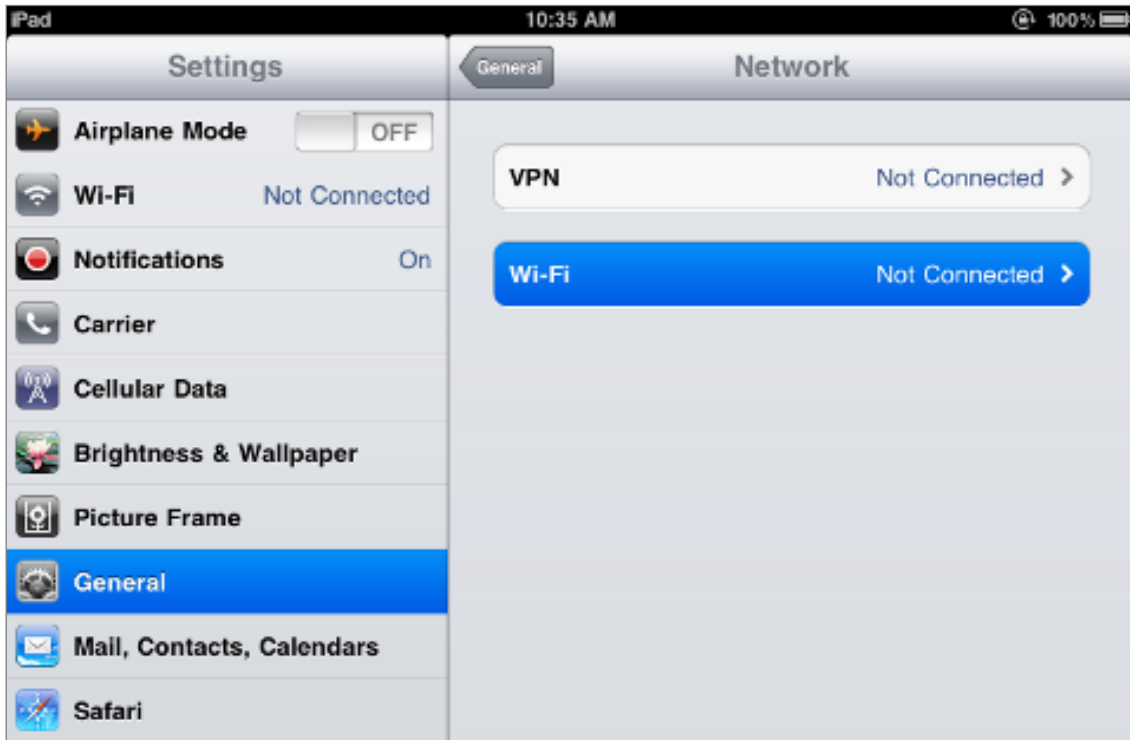 iPad 10:35 AM 100%
Settings
Airplane Mode OFF
Wi-Fi Not Connected
Notifications On
Carrier
Cellular Data
Brightness & Wallpaper
Picture Frame
General
Mail, Contacts, Calendars
Safari
General Network
VPN Not Connected
Wi-Fi Not Connected